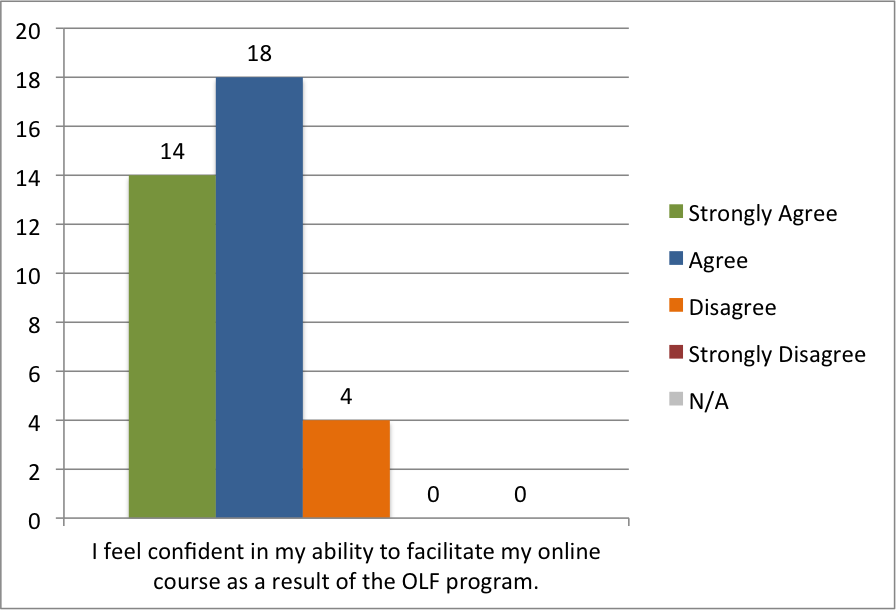 20
18
16
14
12
10
8
6
4
2
0
14
18
4
0
0
I feel confident in my ability to facilitate my online
course as a result of the OLF program.
Strongly Agree
Agree
Disagree
Strongly Disagree
N/A